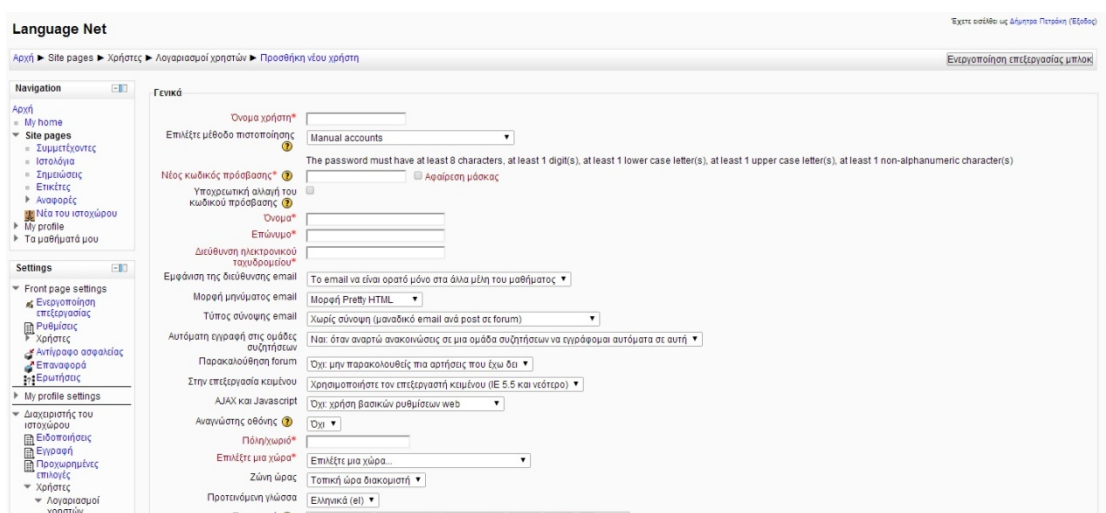 Language Net
Έχετε εισέλθει ως Δήμητρα Πετράκη (Έξοδος)
Αρχή ▶ Site pages ▶ Χρήστες ▶ Λογαριασμοί χρηστών ▶ Προσθήκη νέου χρήστη
Ενεργοποίηση επεξεργασίας μπλοκ
Navigation
Αρχή
My home
Site pages
Συμμετέχοντες
Ιστολόγια
Σημειώσεις
Ετικέτες
Αναφορές
Νέα του ιστοχώρου
My profile
Τα μαθήματά μου
Settings
Front page settings
Ενεργοποίηση
επεξεργασίας
Ρυθμίσεις
Χρήστες
Αντίγραφο ασφαλείας
Επαναφορά
Ερωτήσεις
My profile settings
Διαχειριστής του
ιστοχώρου
Ειδοποιήσεις
Εγγραφή
Προχωρημένες
επιλογές
Χρήστες
Λογαριασμοί
χρηστών
Γενικά
Όνομα χρήστη*
Επιλέξτε μέθοδο πιστοποίησης
Manual accounts
The password must have at least 8 characters, at least 1 digit(s), at least 1 lower case letter(s), at least 1 upper case letter(s), at least 1 non-alphanumeric character(s)
Νέος κωδικός πρόσβασης*
Αφαίρεση μάσκας
Υποχρεωτική αλλαγή του
κωδικού πρόσβασης
Όνομα*
Επώνυμο*
Διεύθυνση ηλεκτρονικού
ταχυδρομείου*
Εμφάνιση της διεύθυνσης email
Το email να είναι ορατό μόνο στα άλλα μέλη του μαθήματος
Μορφή μηνύματος email
Μορφή Pretty HTML
Τύπος σύνοψης email
Χωρίς σύνοψη (μαναδικό email ανά post σε forum)
Αυτόματη εγγραφή στις ομάδες
συζητήσεων
Ναι: όταν αναρτώ ανακοινώσεις σε μια ομάδα συζητήσεων να εγγράφομαι αυτόματα σε αυτή
Παρακαλούθηση forum
Όχι: μην παρακολουθείς πια αρτήσεις που έχω δει
Στην επεξεργασία κειμένου
Χρησιμοποιήστε τον επεξεργαστή κειμένου (IE 5.5 και νεότερο)
AJAX και Javascript
Όχι: χρήση βασικών ρυθμίσεων web
Αναγνώστης οθόνης
Όχι
Πόλη/χωριό*
Επιλέξτε μια χώρα*
Επιλέξτε μια χώρα...
Ζώνη ώρας
Τοπική ώρα διακομιστή
Προτεινόμενη γλώσσα
Ελληνικά (el)